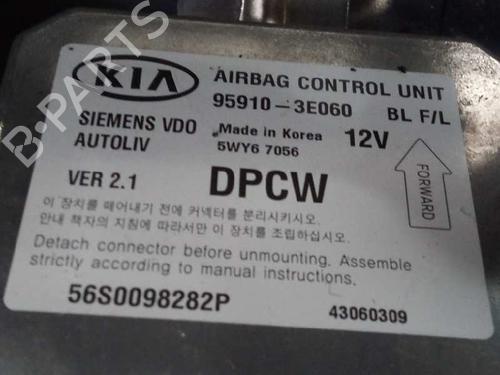 KIA AIRBAG CONTROL UNIT
95910-3E060 BL F/L
SIEMENS VDO Made in Korea 12V
AUTOLIV 5WY6 7056
VER 2.1 DPCW
FORWARD
이 장치를 떼어내기 전에 커넥터를 분리시키시오.
안내 책자의 지침에 따라서만 이 장치를 조립하십시오.
Detach connector before unmounting. Assemble
strictly according to manual instructions.
56S0098282P 43060309
B-PARTS